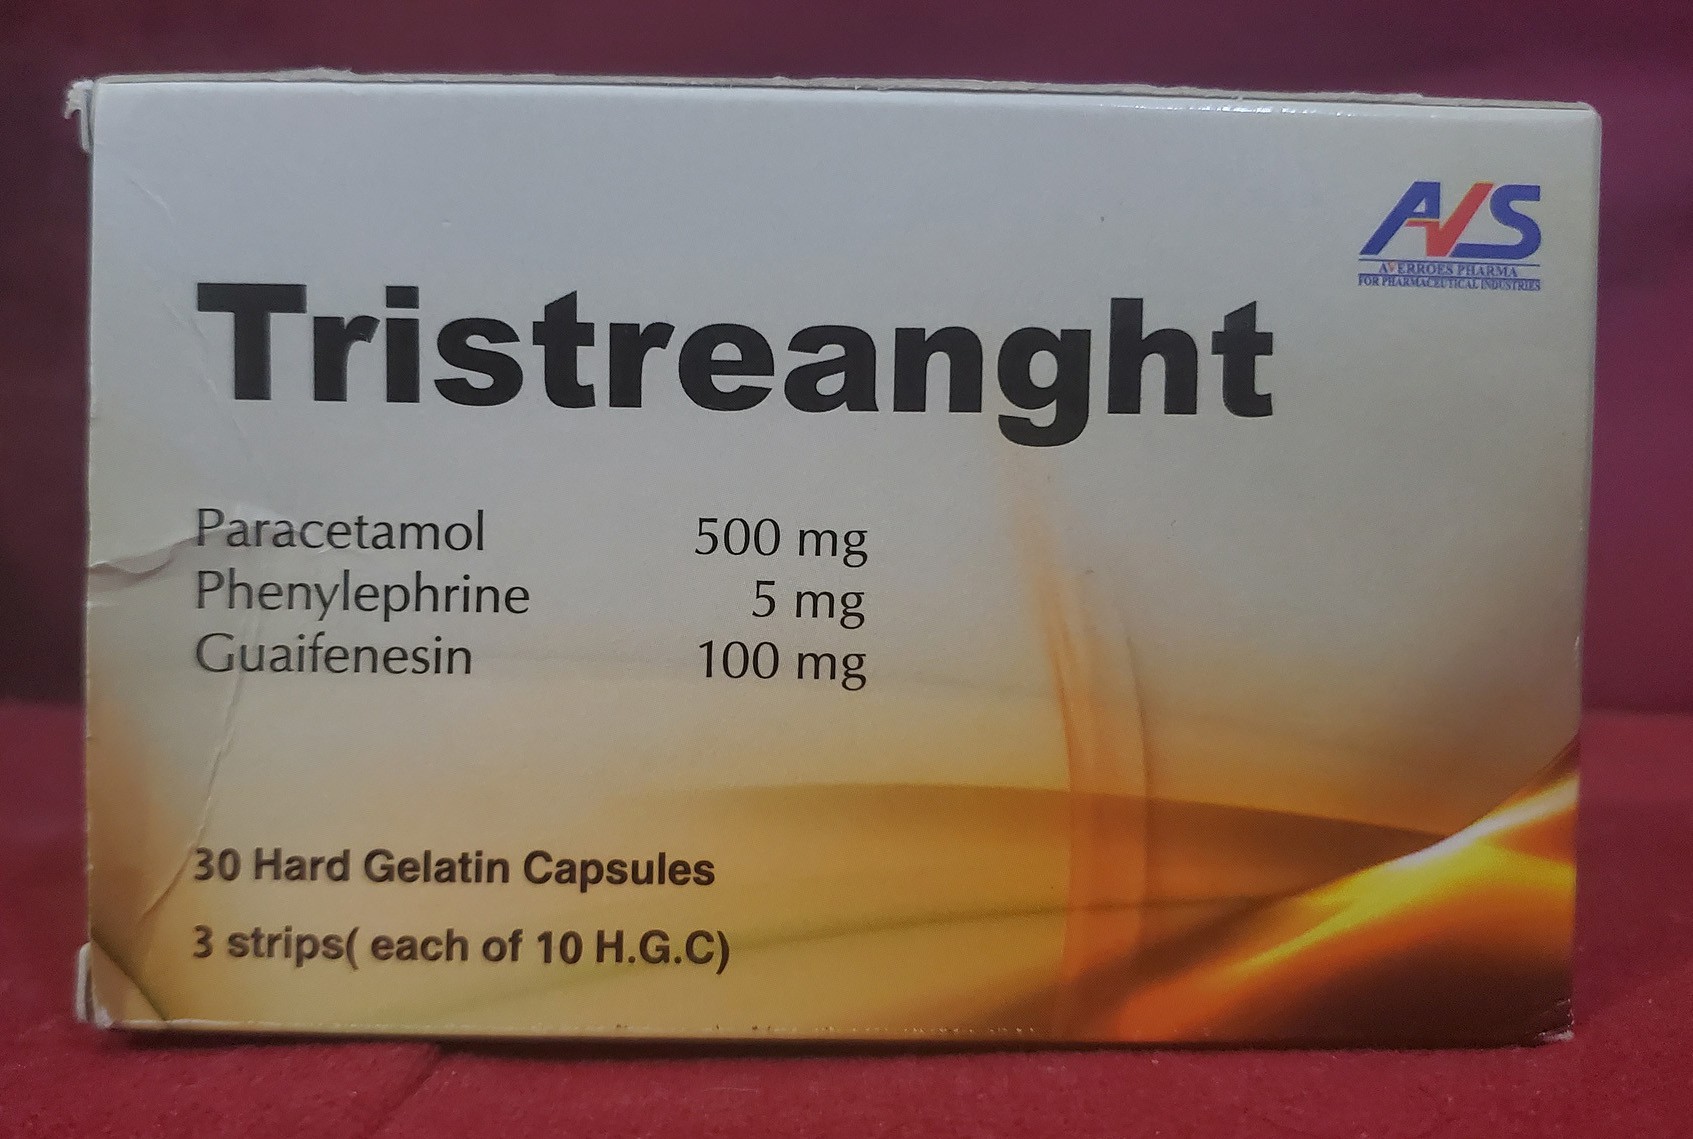 AVS
AVERROES PHARMA
FOR PHARMACEUTICAL INDUSTRIES
Tristreanght
Paracetamol 500 mg
Phenylephrine 5 mg
Guaifenesin 100 mg
30 Hard Gelatin Capsules
3 strips( each of 10 H.G.C)